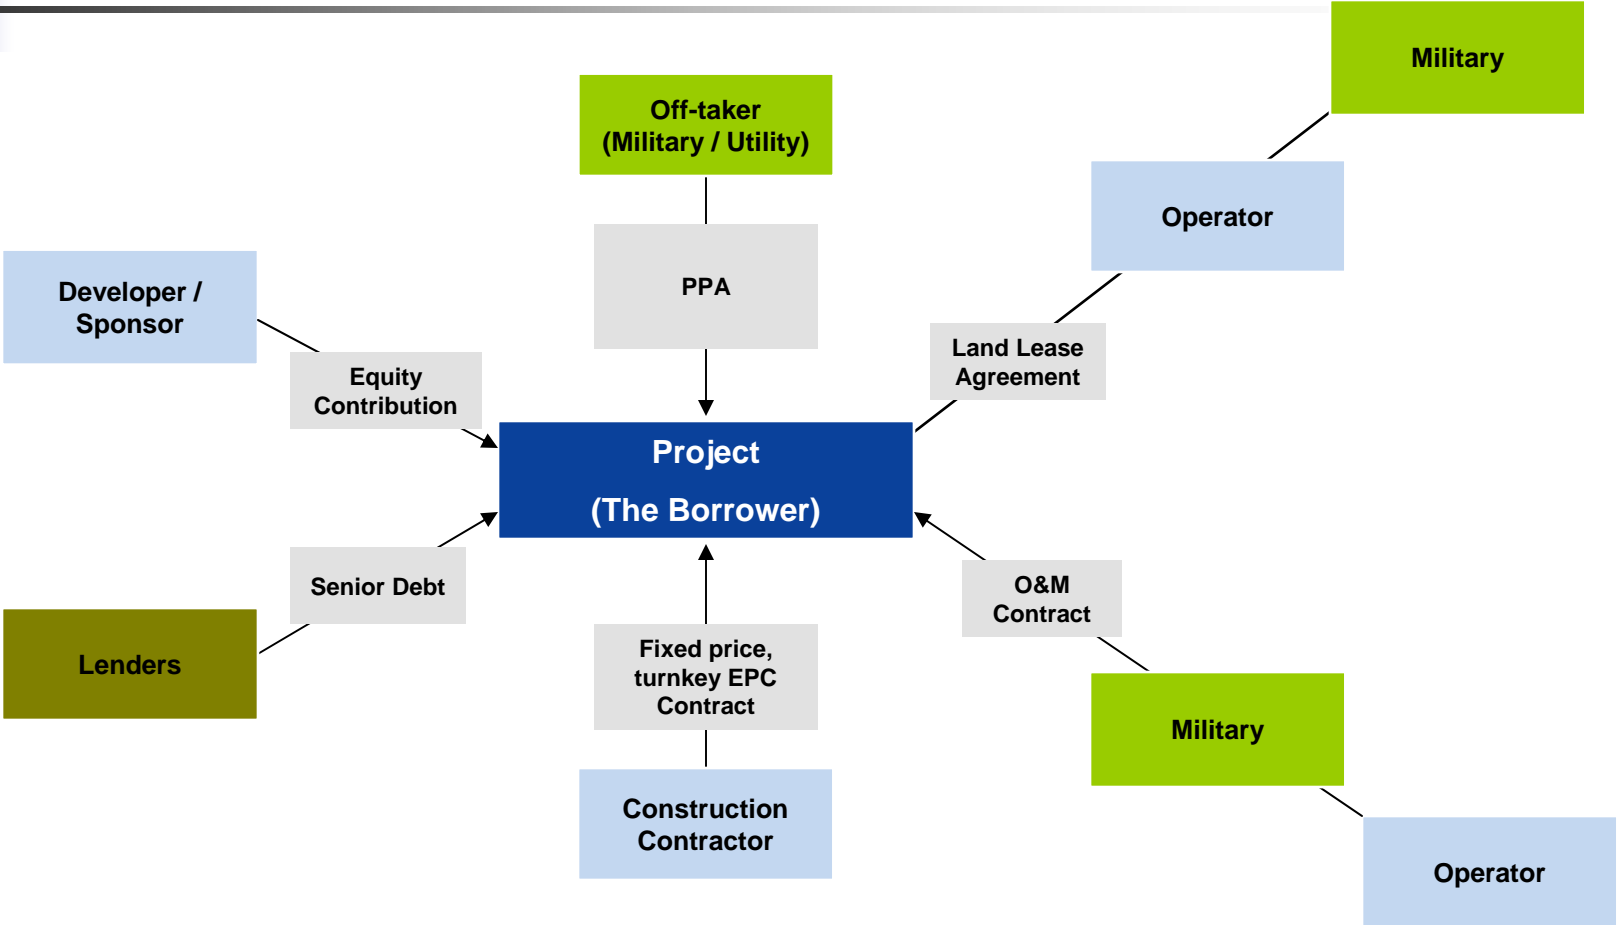 Military
Off-taker
(Military / Utility)
Operator
PPA
Developer /
Sponsor
Land Lease
Agreement
Equity
Contribution
Project
(The Borrower)
Senior Debt
O&M
Contract
Lenders
Fixed price,
turnkey EPC
Contract
Military
Construction
Contractor
Operator